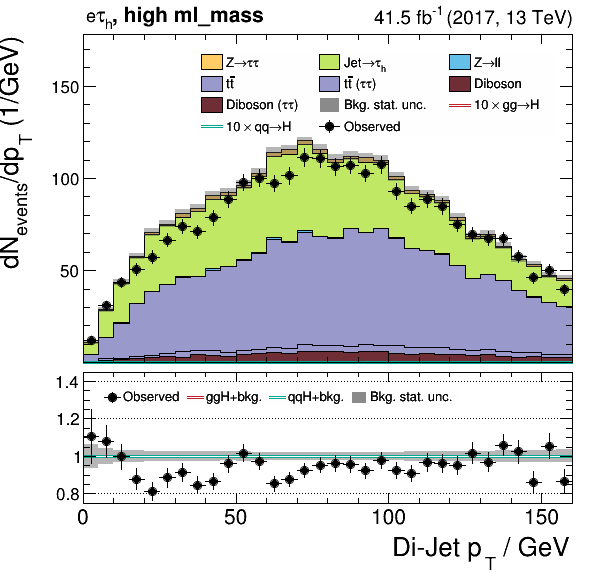 eτh, high ml_mass 41.5 fb-1 (2017, 13 TeV)
dNevents/dpT (1/GeV)
150
100
50
Z→ττ Jet→τh Z→ll
tt̄ tt̄ (ττ) Diboson
Diboson (ττ) Bkg. stat. unc. 10 × gg→H
10 × qq→H Observed
1.4
1.2
1
0.8
Observed ggH+bkg. qqH+bkg. Bkg. stat. unc.
0 50 100 150
Di-Jet pT / GeV